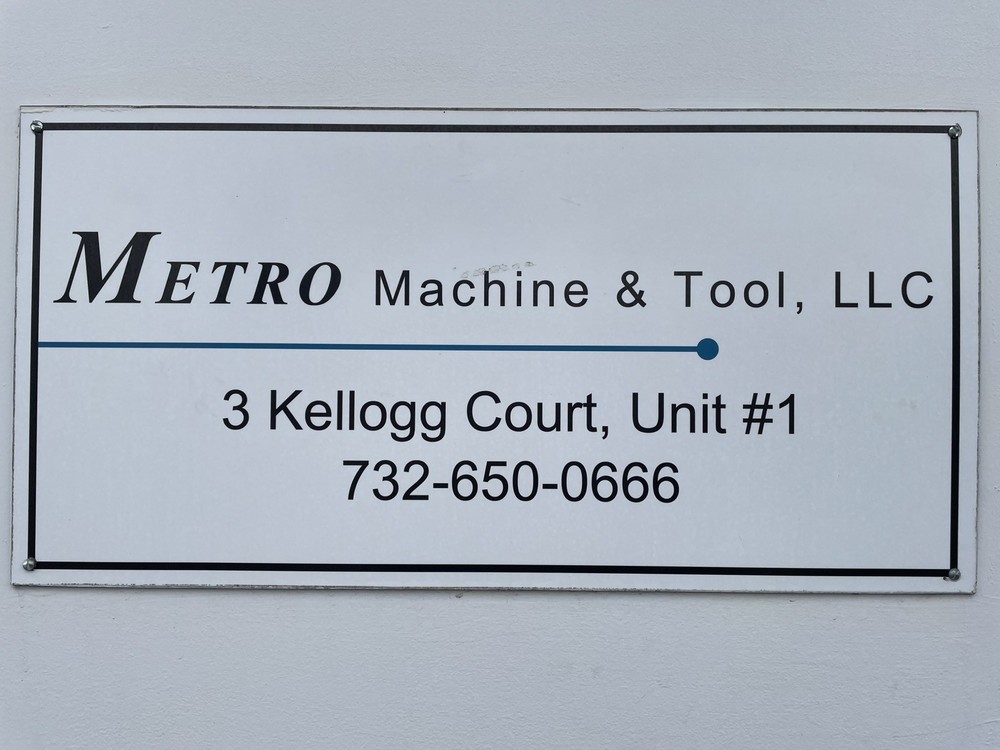 METRO Machine & Tool, LLC
3 Kellogg Court, Unit #1
732-650-0666